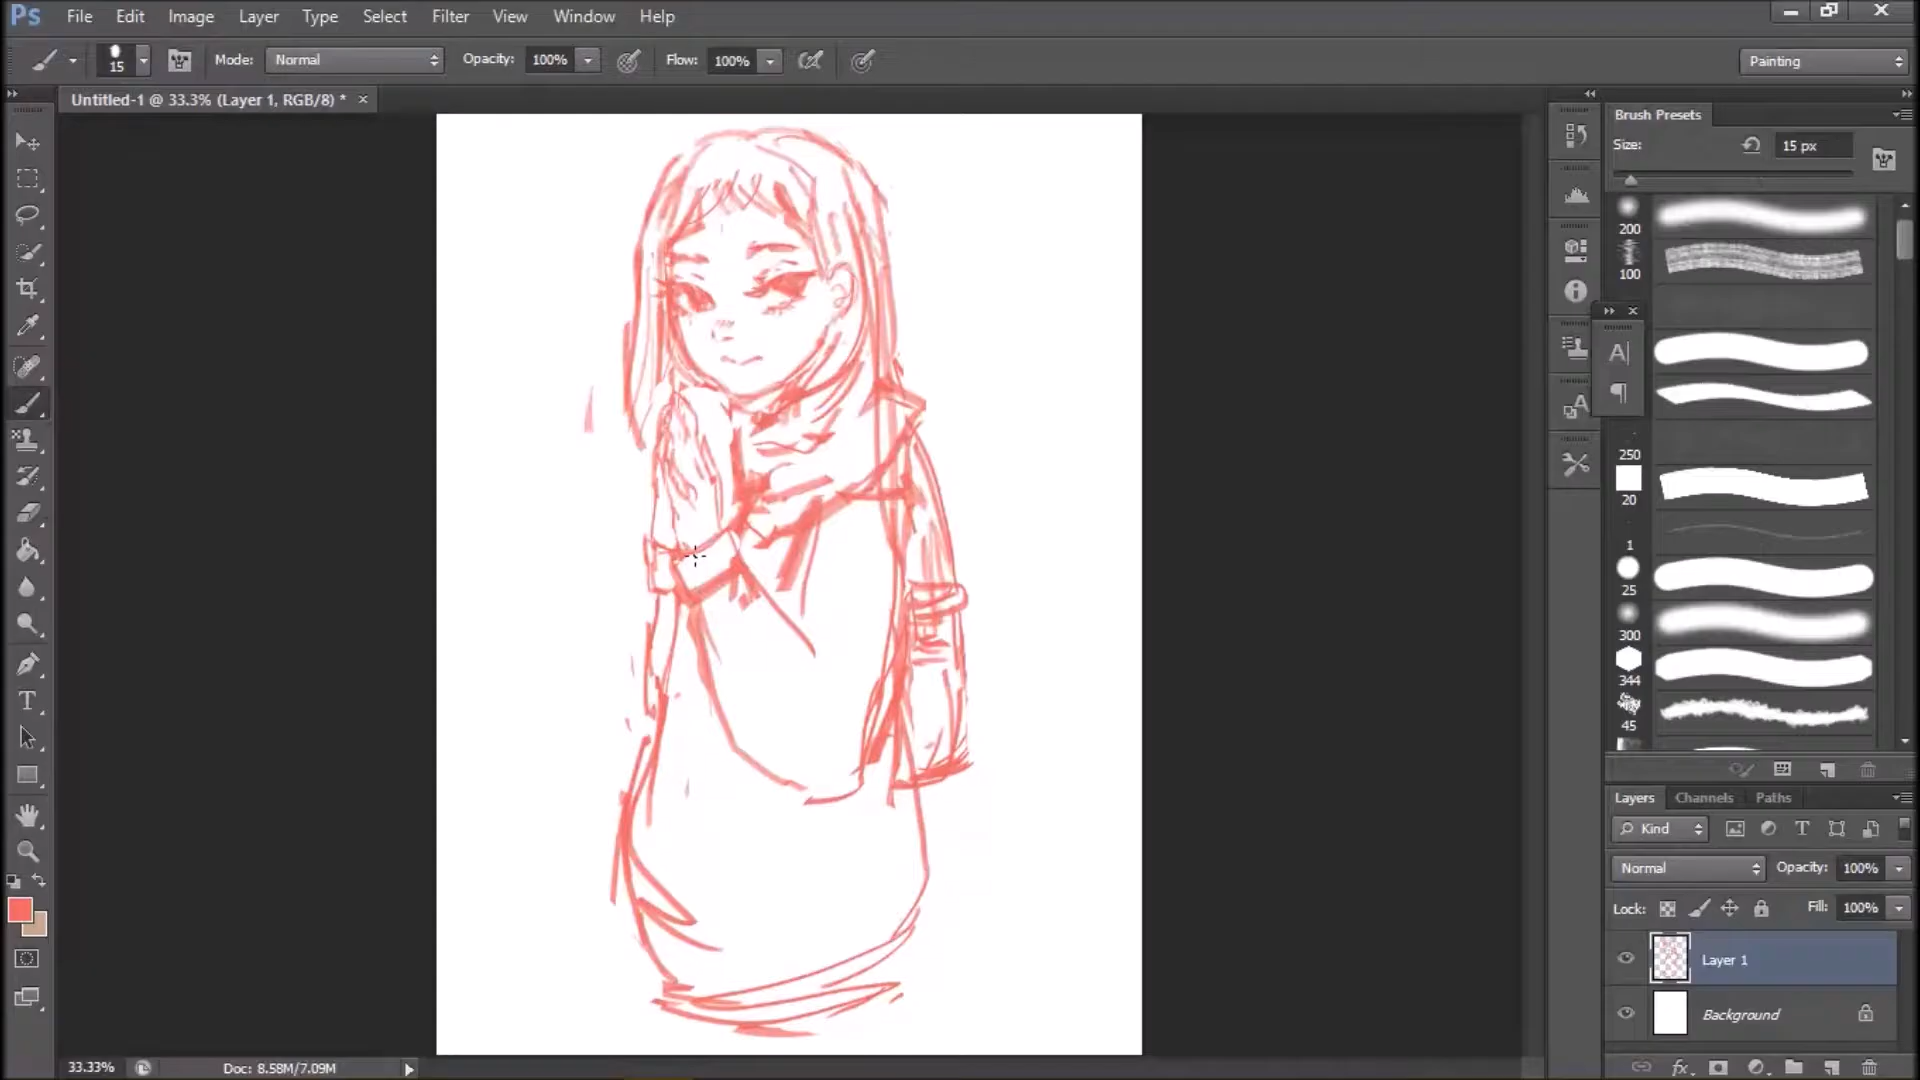 Ps File Edit Image Layer Type Select Filter View Window Help
15 Mode: Normal Opacity: 100% Flow: 100% Painting
Untitled-1 @ 33.3% (Layer 1, RGB/8) * ×
Brush Presets
Size: 15 px
200
100
250
20
1
25
300
344
45
A
¶
A
T
Layers Channels Paths
Kind T
Normal Opacity: 100%
Lock: Fill: 100%
Layer 1
Background
fx
33.33% Doc: 8.58M/7.09M